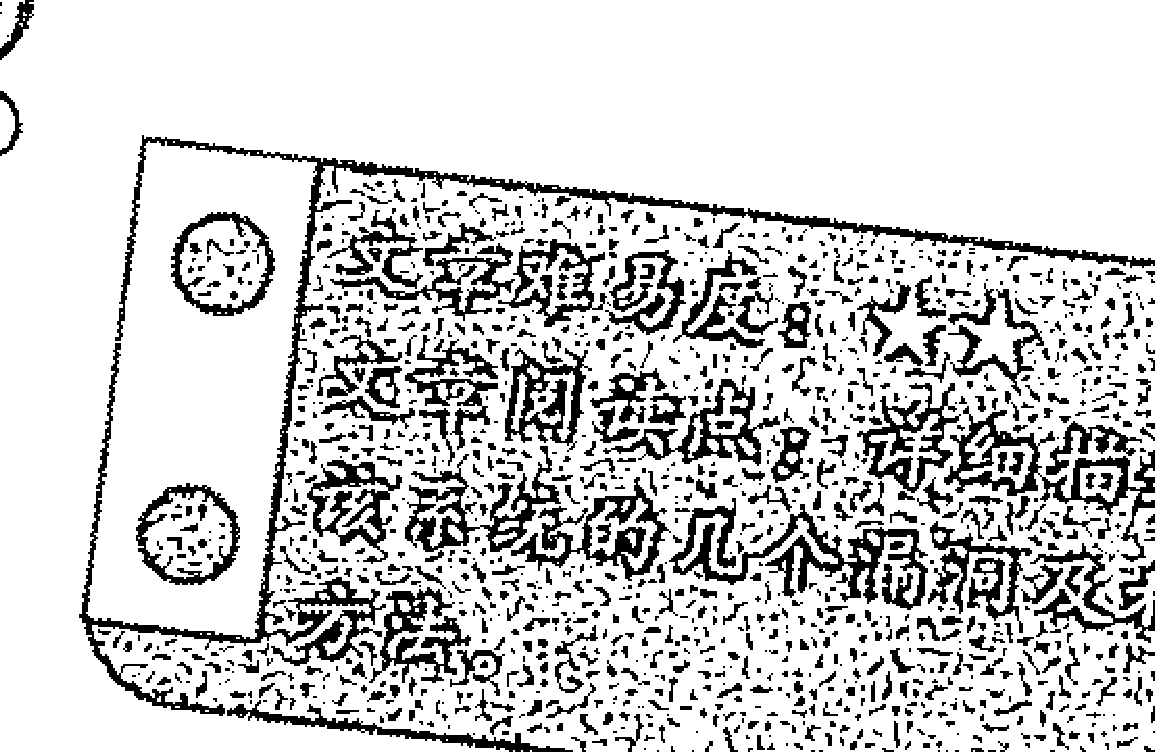 文章难易度：★★
文章阅读点：详细描
该系统的几个漏洞及
方法。